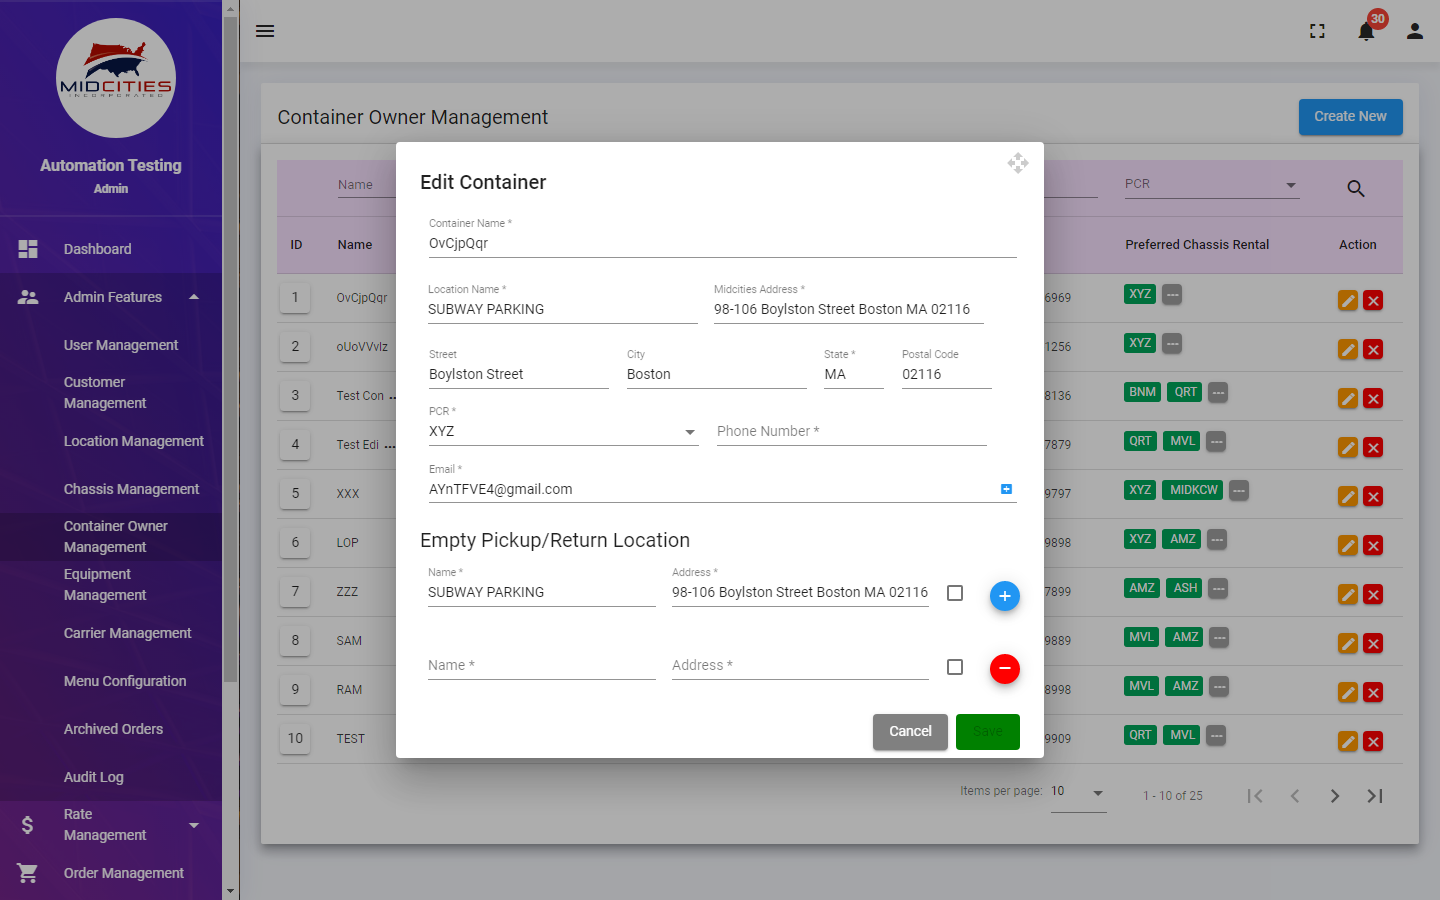 MIDCITIES
INCORPORATED
Automation Testing
Admin
Dashboard
Admin Features
User Management
Customer
Management
Location Management
Chassis Management
Container Owner
Management
Equipment
Management
Carrier Management
Menu Configuration
Archived Orders
Audit Log
Rate
Management
Order Management
30
Container Owner Management
Create New
Name
PCR
ID
Name
Preferred Chassis Rental
Action
1
OvCjpQqr
6969
XYZ
---
2
oUoVVvlz
1256
XYZ
---
3
Test Con ...
8136
BNM
QRT
---
4
Test Edi ...
7879
QRT
MVL
---
5
XXX
9797
XYZ
MIDKCW
---
6
LOP
9898
XYZ
AMZ
---
7
ZZZ
7899
AMZ
ASH
---
8
SAM
9889
MVL
AMZ
---
9
RAM
8998
MVL
AMZ
---
10
TEST
9909
QRT
MVL
---
Items per page:
10
1 - 10 of 25
Edit Container
Container Name *
OvCjpQqr
Location Name *
SUBWAY PARKING
Midcities Address *
98-106 Boylston Street Boston MA 02116
Street
Boylston Street
City
Boston
State *
MA
Postal Code
02116
PCR *
XYZ
Phone Number *
Email *
AYnTFVE4@gmail.com
Empty Pickup/Return Location
Name *
SUBWAY PARKING
Address *
98-106 Boylston Street Boston MA 02116
Name *
Address *
Cancel
Save